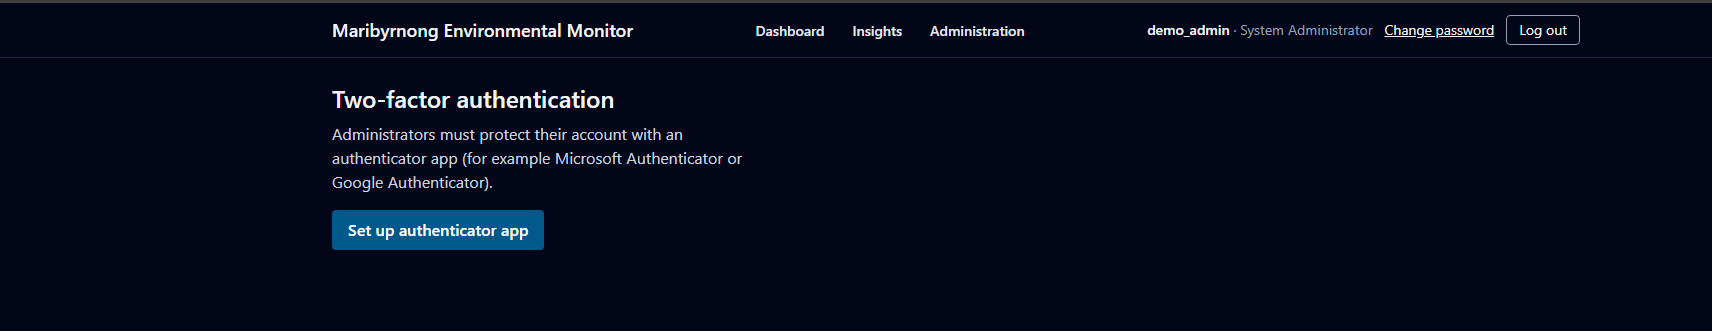 Maribyrnong Environmental Monitor
Dashboard
Insights
Administration
demo_admin · System Administrator
Change password
Log out
Two-factor authentication
Administrators must protect their account with an
authenticator app (for example Microsoft Authenticator or
Google Authenticator).
Set up authenticator app